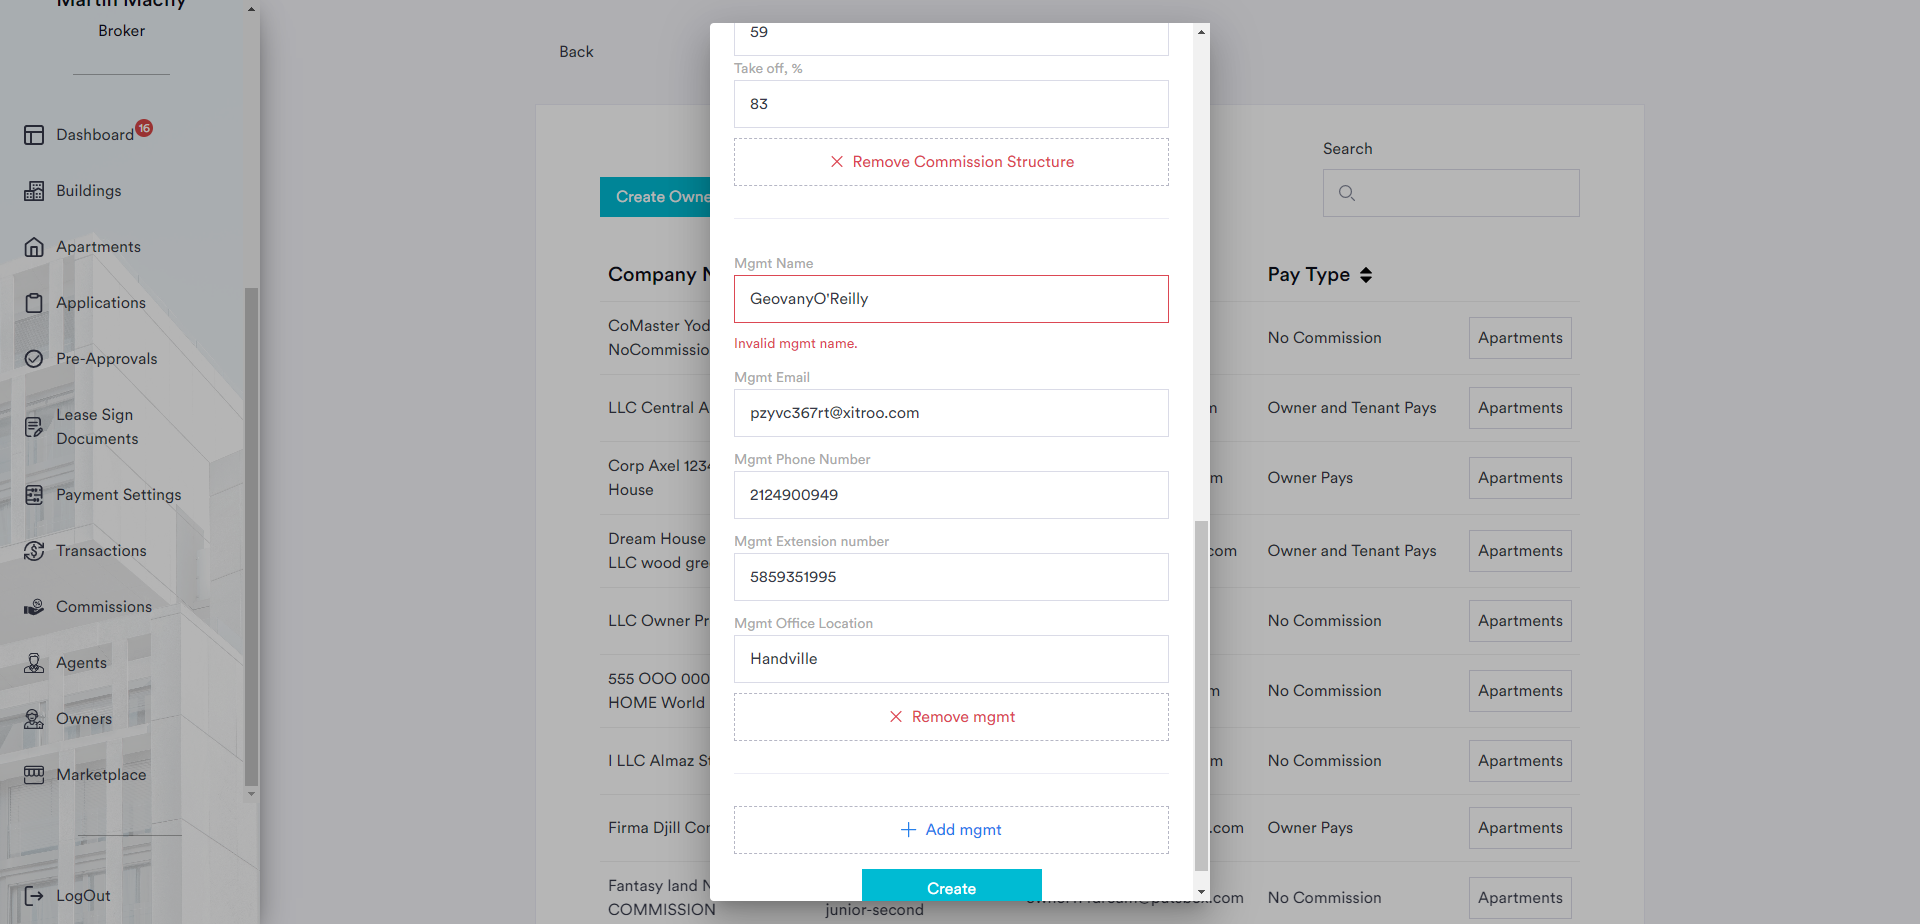 Broker
Dashboard 16
Buildings
Apartments
Applications
Pre-Approvals
Lease Sign
Documents
Payment Settings
Transactions
Commissions
Agents
Owners
Marketplace
LogOut
Back
Search
Create Owne
Company
Pay Type
CoMaster Yod
NoCommissio
No Commission
Apartments
LLC Central A
Owner and Tenant Pays
Apartments
Corp Axel 1234
House
m
Owner Pays
Apartments
Dream House
LLC wood gre
com
Owner and Tenant Pays
Apartments
LLC Owner Pr
No Commission
Apartments
555 OOO 000
HOME World
No Commission
Apartments
I LLC Almaz St
m
No Commission
Apartments
Firma Djill Cor
.com
Owner Pays
Apartments
Fantasy land N
COMMISSION
junior-second
com
No Commission
Apartments
59
Take off, %
83
Remove Commission Structure
Mgmt Name
GeovanyO'Reilly
Invalid mgmt name.
Mgmt Email
pzyvc367rt@xitroo.com
Mgmt Phone Number
2124900949
Mgmt Extension number
5859351995
Mgmt Office Location
Handville
Remove mgmt
Add mgmt
Create